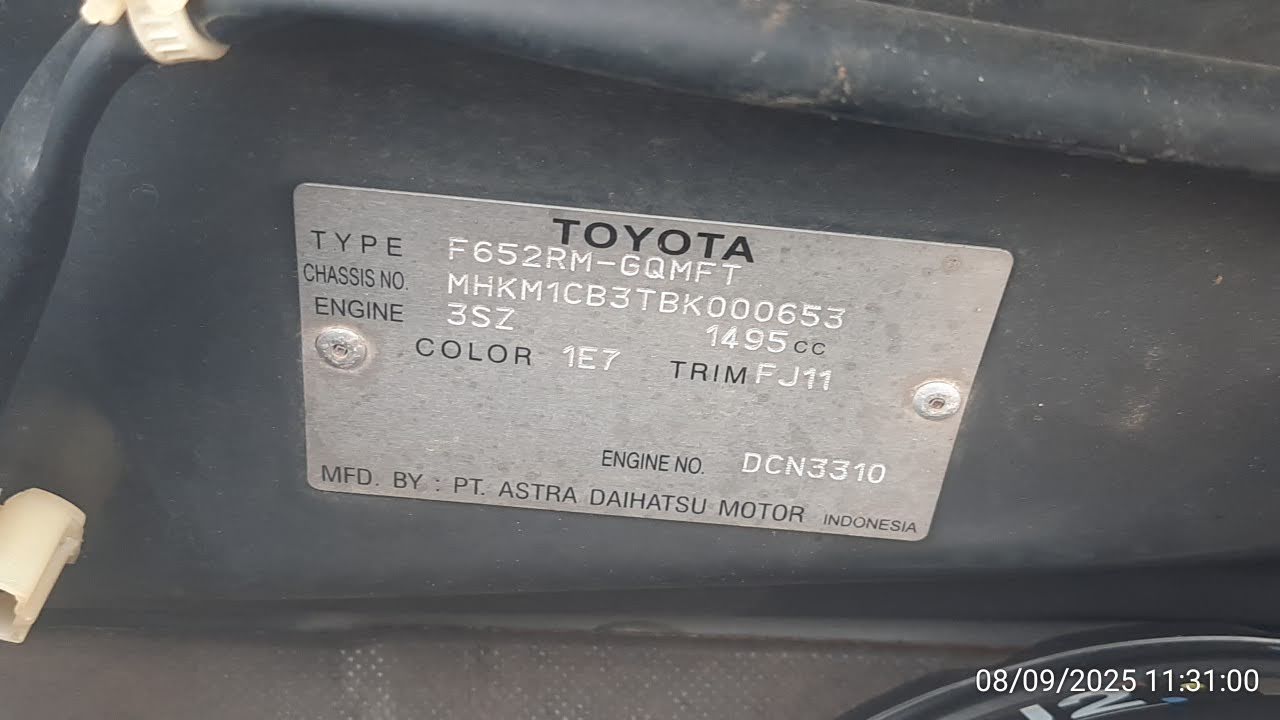 TOYOTA
TYPE F652RM-GQMFT
CHASSIS NO. MHKM1CB3TBK000653
ENGINE 3SZ 1495 CC
COLOR 1E7 TRIM FJ11
ENGINE NO. DCN3310
MFD. BY : PT. ASTRA DAIHATSU MOTOR INDONESIA
08/09/2025 11:31:00